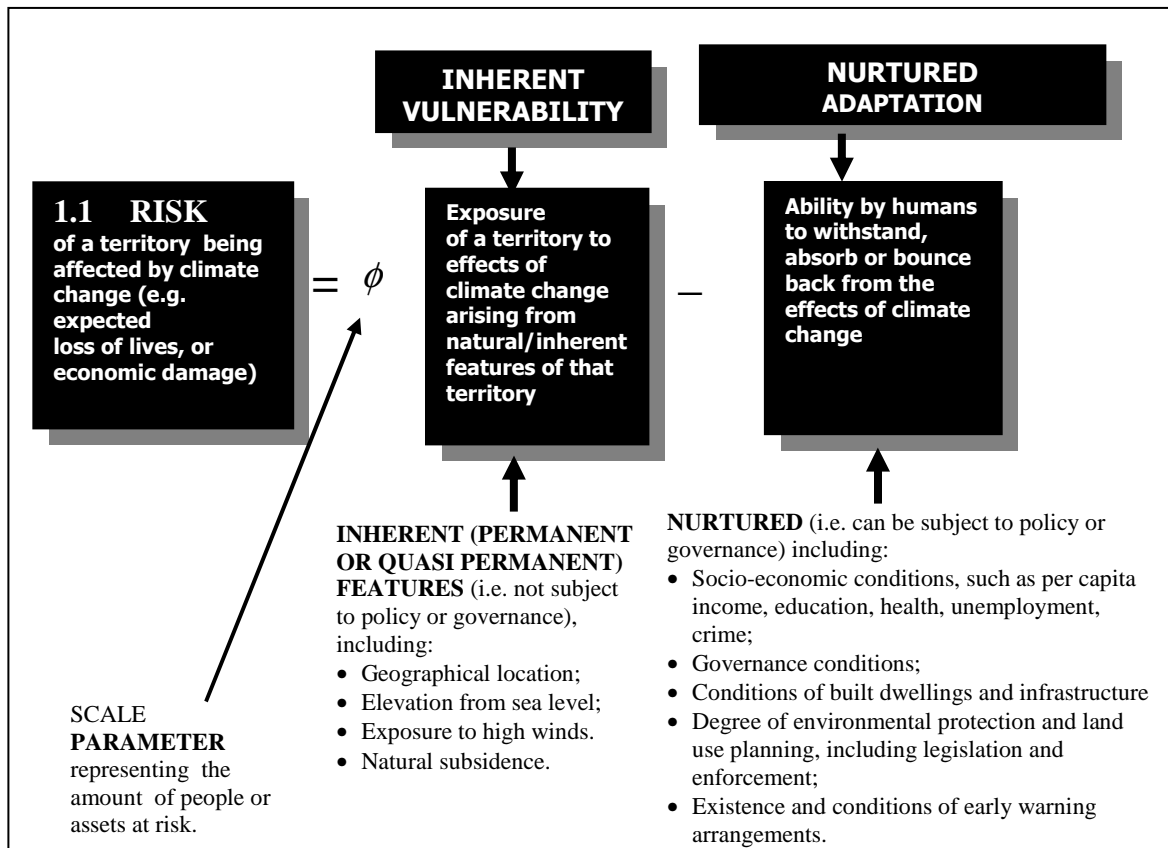 INHERENT
VULNERABILITY
NURTURED
ADAPTATION
1.1 RISK
of a territory being
affected by climate
change (e.g.
expected
loss of lives, or
economic damage)
= ϕ
Exposure
of a territory to
effects of
climate change
arising from
natural/inherent
features of that
territory
–
Ability by humans
to withstand,
absorb or bounce
back from the
effects of climate
change
SCALE
PARAMETER
representing the
amount of people or
assets at risk.
INHERENT (PERMANENT
OR QUASI PERMANENT)
FEATURES (i.e. not subject
to policy or governance),
including:
• Geographical location;
• Elevation from sea level;
• Exposure to high winds.
• Natural subsidence.
NURTURED (i.e. can be subject to policy or
governance) including:
• Socio-economic conditions, such as per capita
income, education, health, unemployment,
crime;
• Governance conditions;
• Conditions of built dwellings and infrastructure
• Degree of environmental protection and land
use planning, including legislation and
enforcement;
• Existence and conditions of early warning
arrangements.